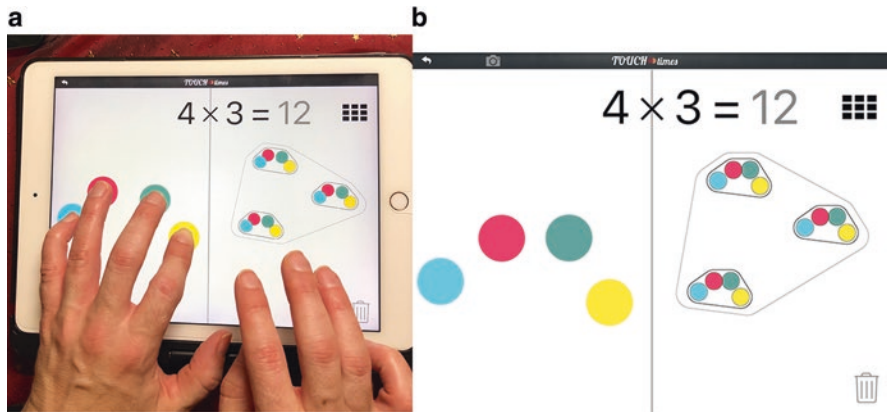 a
TOUCH times
4 × 3 = 12
b
TOUCH times
4 × 3 = 12